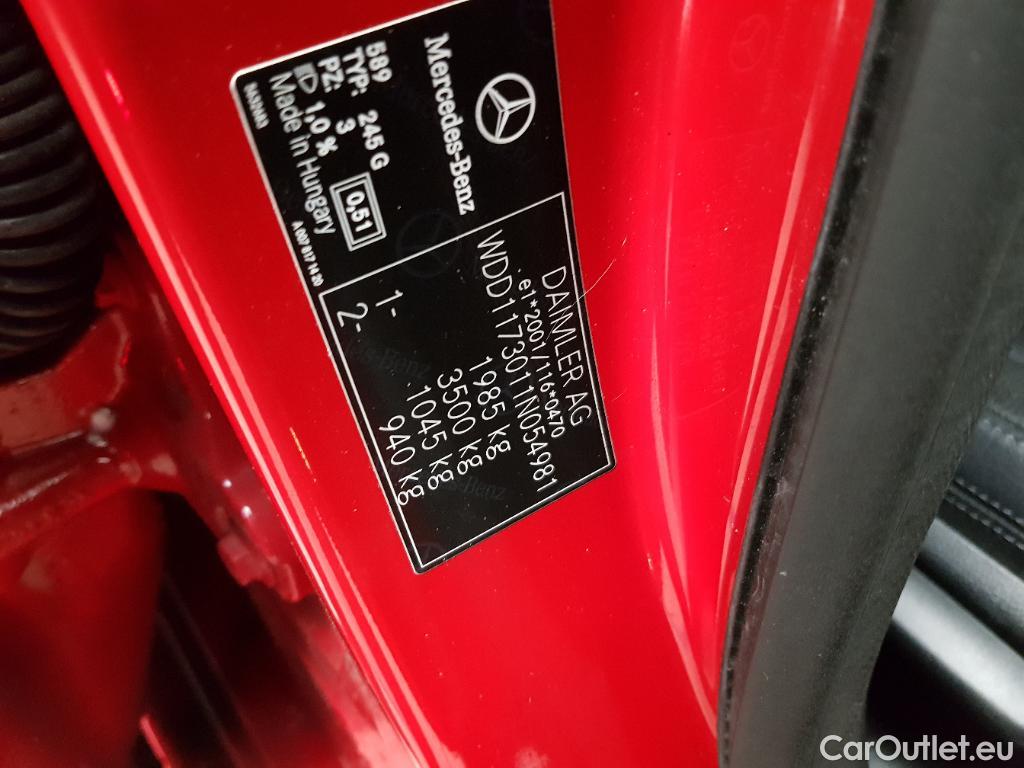 Mercedes-Benz
DAIMLER AG
e1*2001/116*0470
WDD1173011N054981
1985 kg
3500 kg
1- 1045 kg
2- 940 kg
589
TYP: 245 G
PZ: 3
1,0 %
0,51
Made in Hungary
CarOutlet.eu